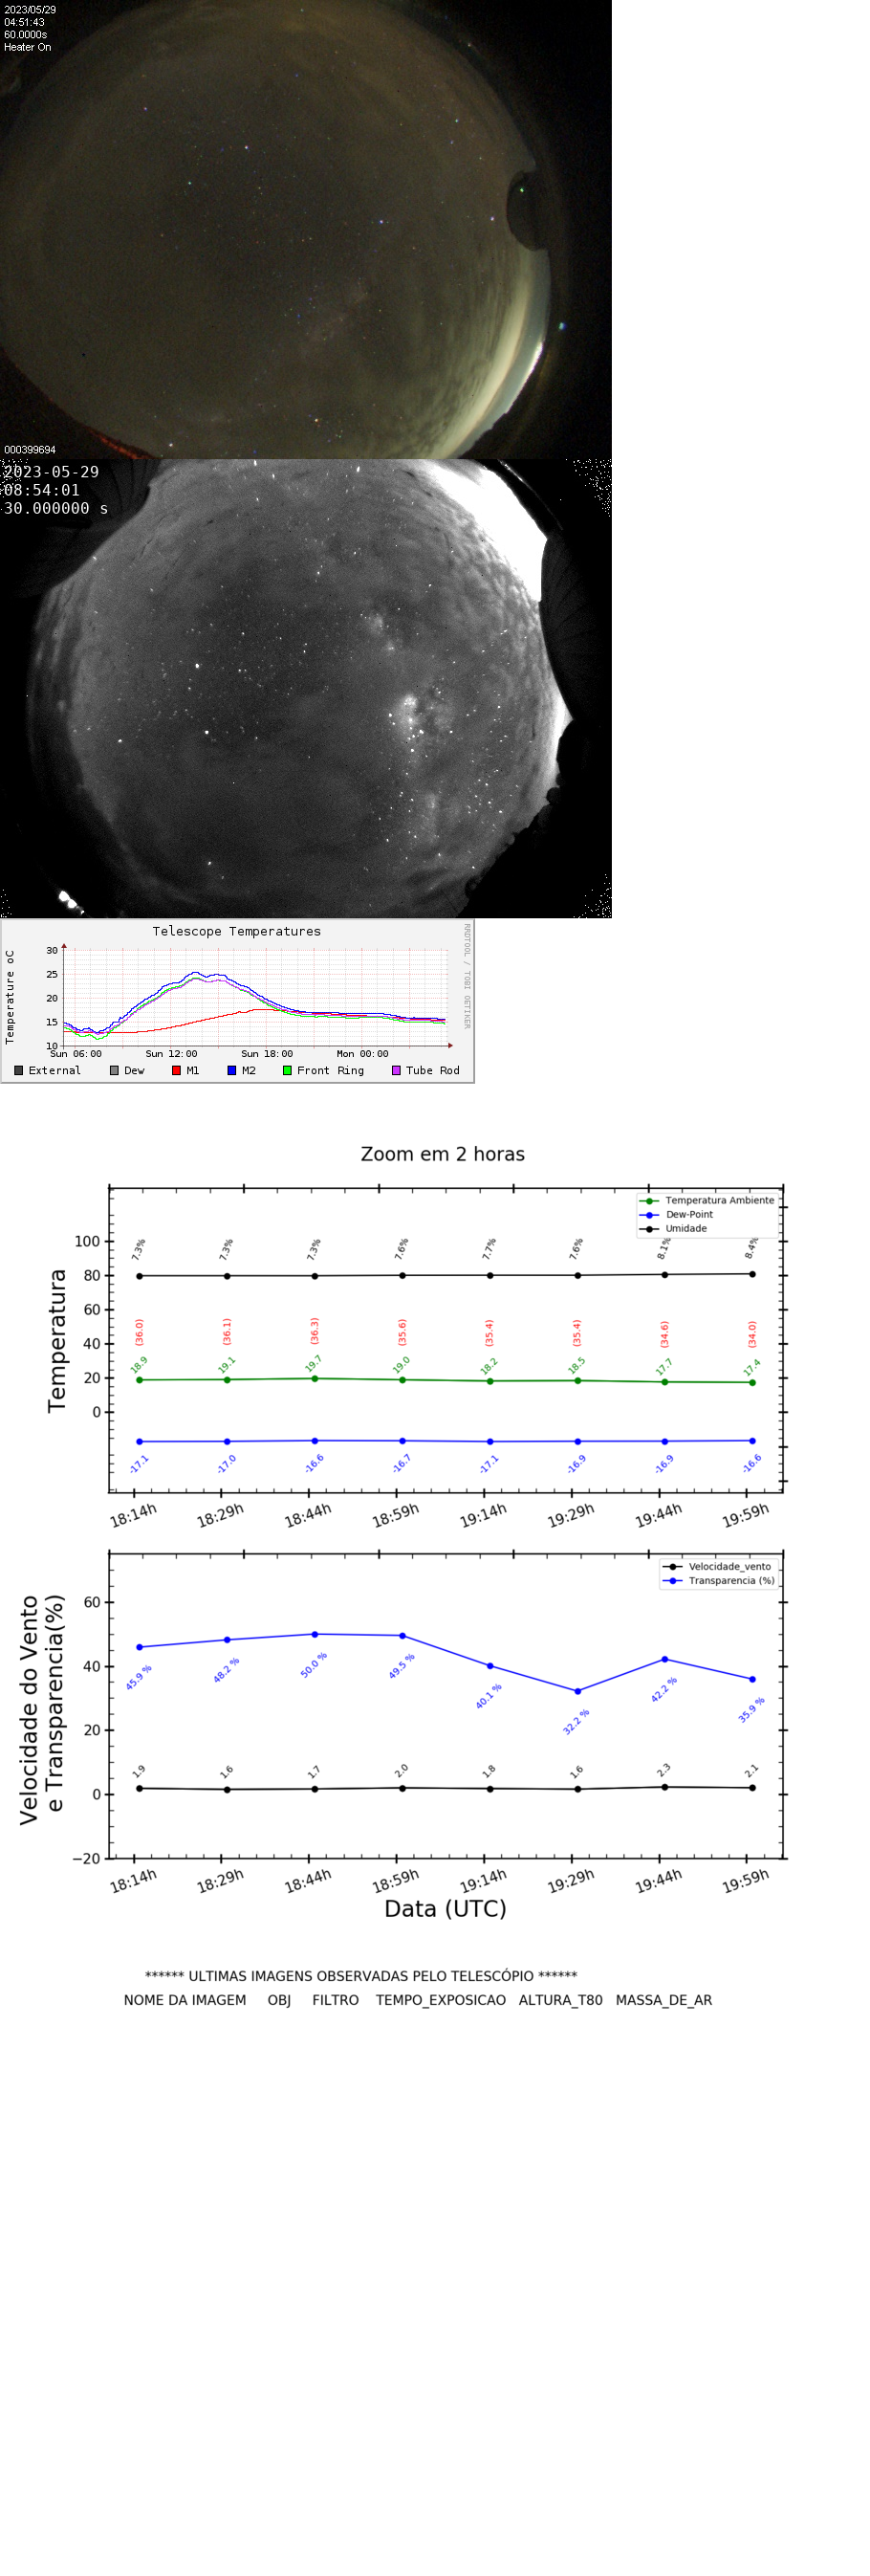 2023/05/29
04:51:43
60.0000s
Heater On
000399694
2023-05-29
08:54:01
30.000000 s
Telescope Temperatures
RRDTOOL / TOBI OETIKER
Temperature oC
30
25
20
15
10
Sun 06:00 Sun 12:00 Sun 18:00 Mon 00:00
External Dew M1 M2 Front Ring Tube Rod
Zoom em 2 horas
Temperatura Ambiente
Dew-Point
Umidade
Temperatura
100
80
60
40
20
0
7.3% 7.3% 7.3% 7.6% 7.7% 7.6% 8.1% 8.4%
(36.0) (36.1) (36.3) (35.6) (35.4) (35.4) (34.6) (34.0)
18.9 19.1 19.7 19.0 18.2 18.5 17.7 17.4
-17.1 -17.0 -16.6 -16.7 -17.1 -16.9 -16.9 -16.6
18:14h 18:29h 18:44h 18:59h 19:14h 19:29h 19:44h 19:59h
Velocidade_vento
Transparencia (%)
Velocidade do Vento
e Transparencia(%)
60
40
20
0
−20
45.9 % 48.2 % 50.0 % 49.5 % 40.1 % 32.2 % 42.2 % 35.9 %
1.9 1.6 1.7 2.0 1.8 1.6 2.3 2.1
18:14h 18:29h 18:44h 18:59h 19:14h 19:29h 19:44h 19:59h
Data (UTC)
****** ULTIMAS IMAGENS OBSERVADAS PELO TELESCÓPIO ******
NOME DA IMAGEM OBJ FILTRO TEMPO_EXPOSICAO ALTURA_T80 MASSA_DE_AR